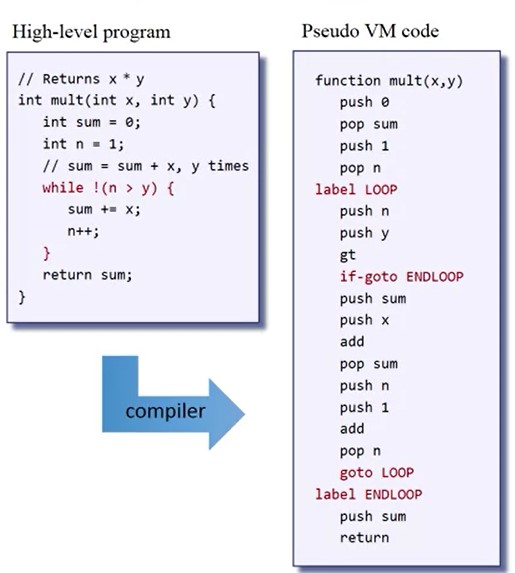 High-level program
// Returns x * y
int mult(int x, int y) {
int sum = 0;
int n = 1;
// sum = sum + x, y times
while !(n > y) {
sum += x;
n++;
}
return sum;
}
compiler
Pseudo VM code
function mult(x,y)
push 0
pop sum
push 1
pop n
label LOOP
push n
push y
gt
if-goto ENDLOOP
push sum
push x
add
pop sum
push n
push 1
add
pop n
goto LOOP
label ENDLOOP
push sum
return